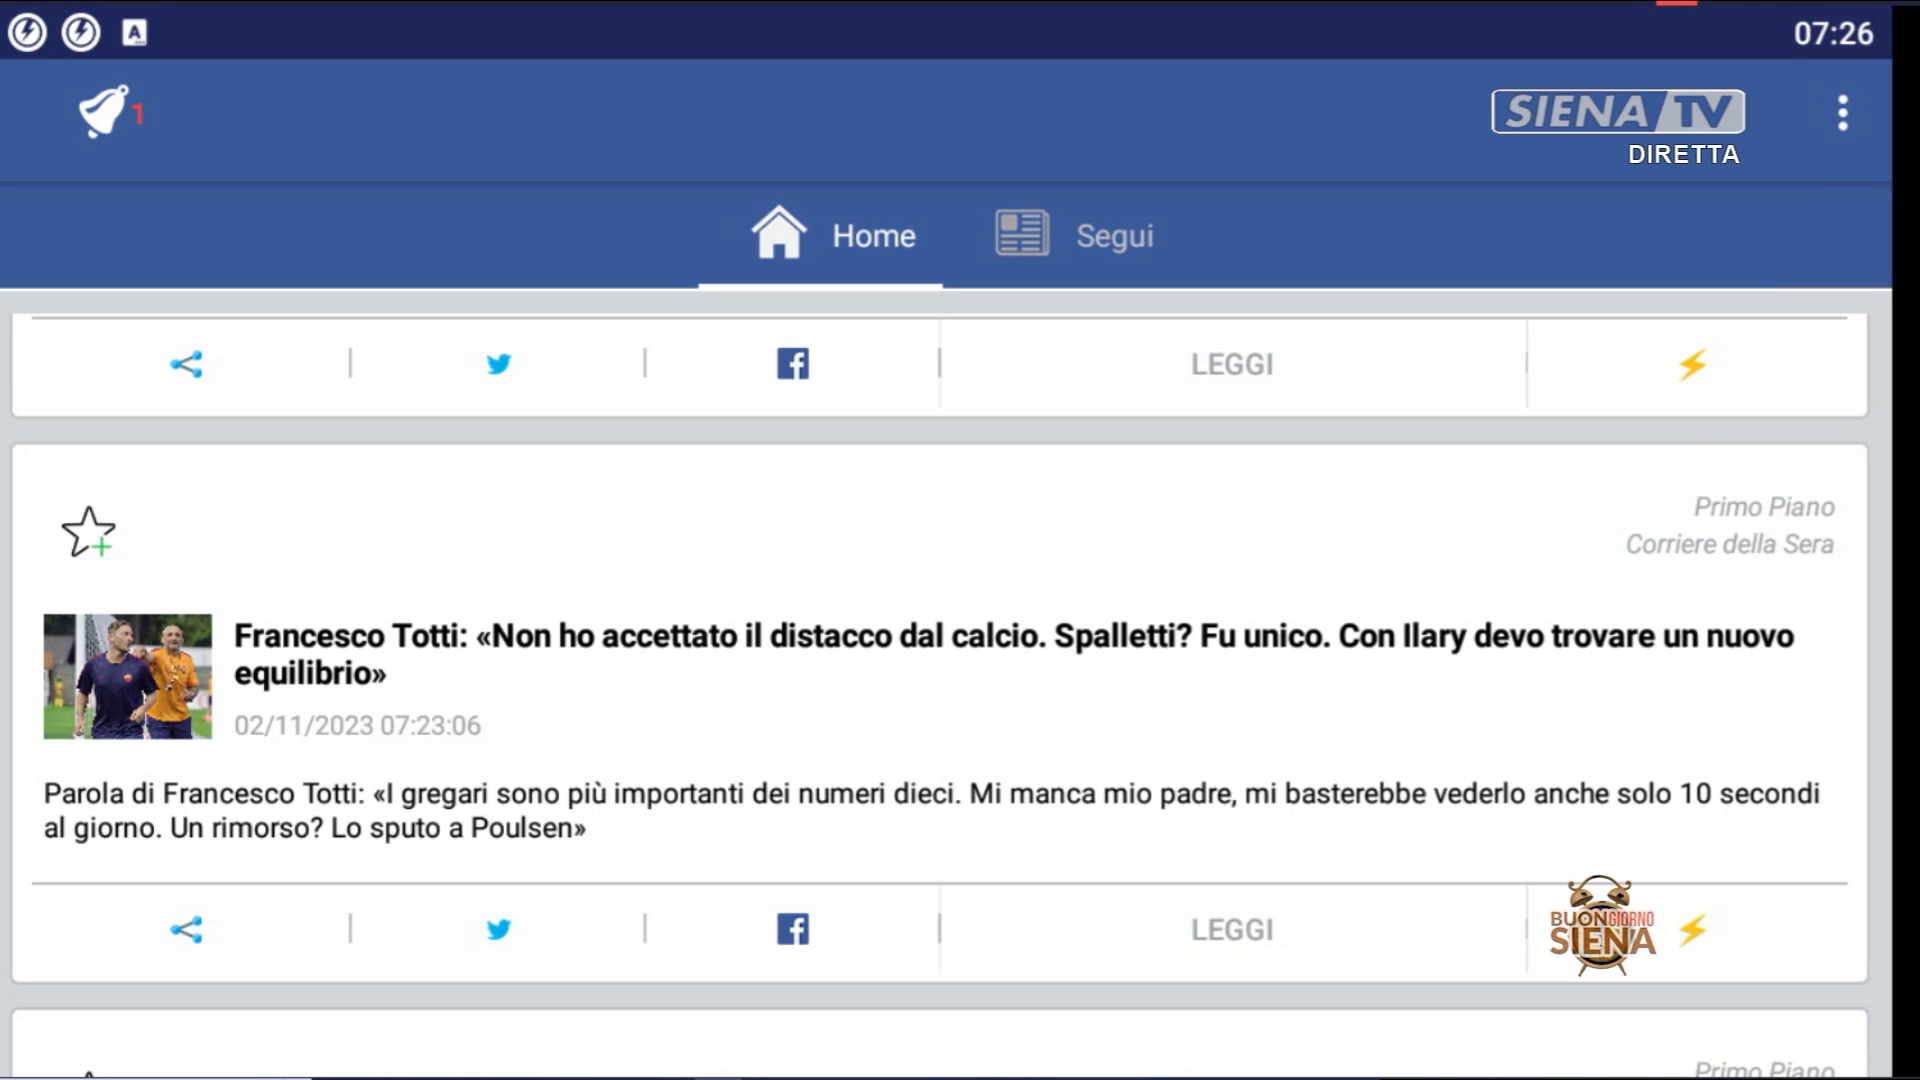 07:26
1
SIENA TV
DIRETTA
Home
Segui
LEGGI
Primo Piano
Corriere della Sera
Francesco Totti: «Non ho accettato il distacco dal calcio. Spalletti? Fu unico. Con Ilary devo trovare un nuovo
equilibrio»
02/11/2023 07:23:06
Parola di Francesco Totti: «I gregari sono più importanti dei numeri dieci. Mi manca mio padre, mi basterebbe vederlo anche solo 10 secondi
al giorno. Un rimorso? Lo sputo a Poulsen»
LEGGI
BUONGIORNO
SIENA
Primo Piano